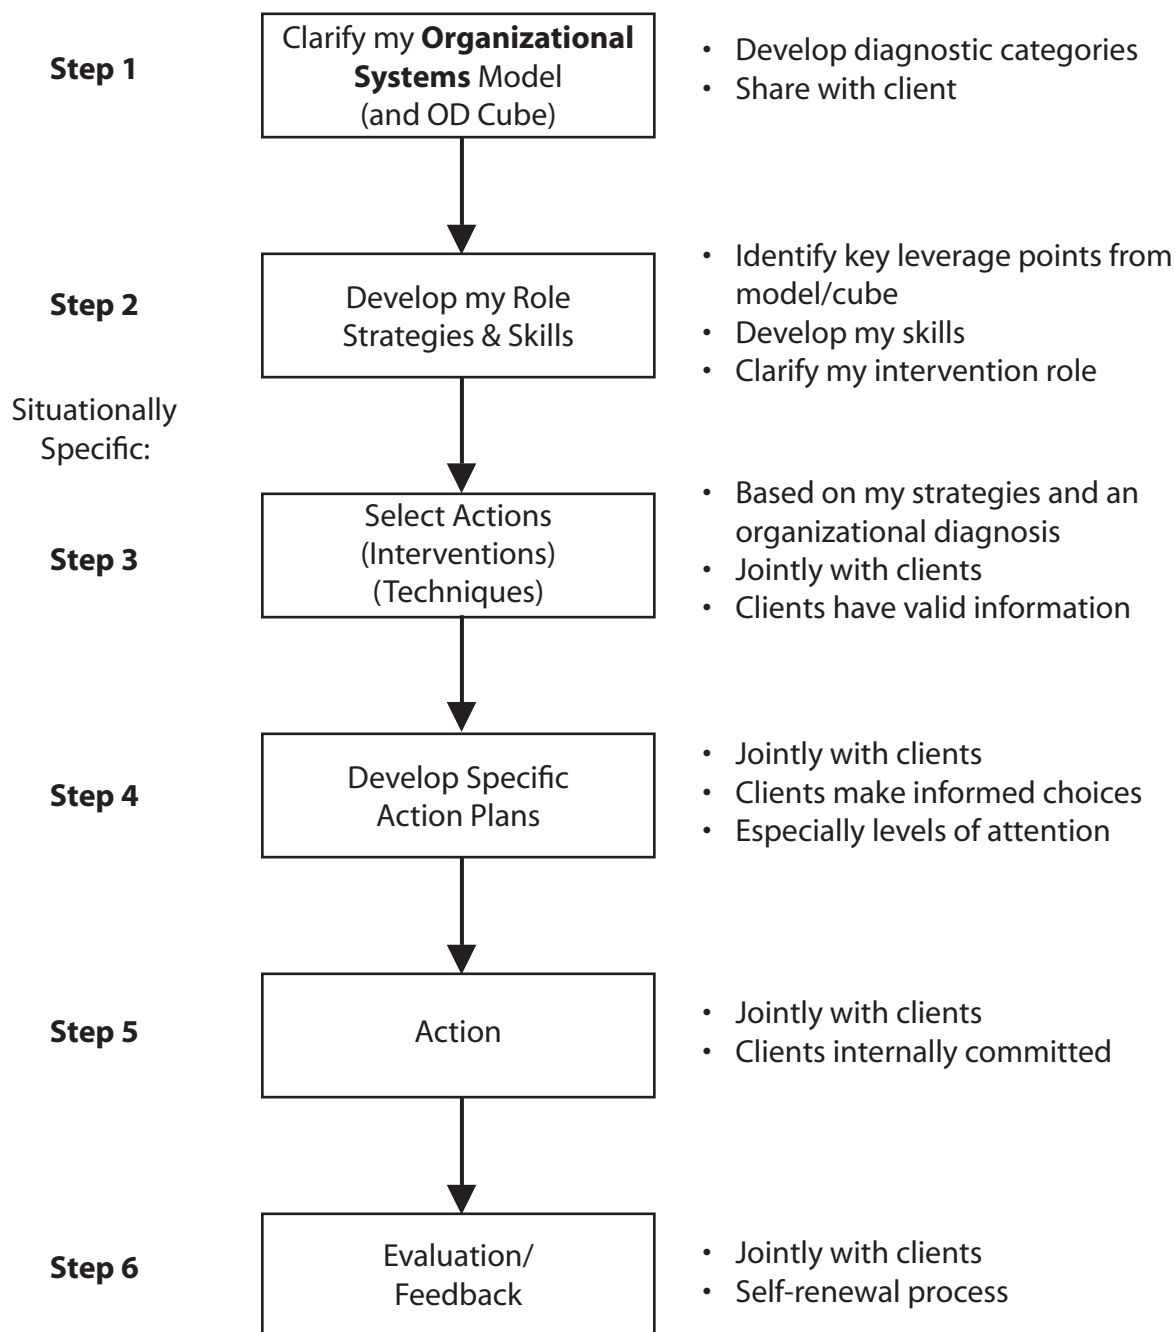 Step 1
Clarify my Organizational
Systems Model
(and OD Cube)
• Develop diagnostic categories
• Share with client
Step 2
Develop my Role
Strategies & Skills
• Identify key leverage points from
model/cube
• Develop my skills
• Clarify my intervention role
Situationally
Specific:
Step 3
Select Actions
(Interventions)
(Techniques)
• Based on my strategies and an
organizational diagnosis
• Jointly with clients
• Clients have valid information
Step 4
Develop Specific
Action Plans
• Jointly with clients
• Clients make informed choices
• Especially levels of attention
Step 5
Action
• Jointly with clients
• Clients internally committed
Step 6
Evaluation/
Feedback
• Jointly with clients
• Self-renewal process